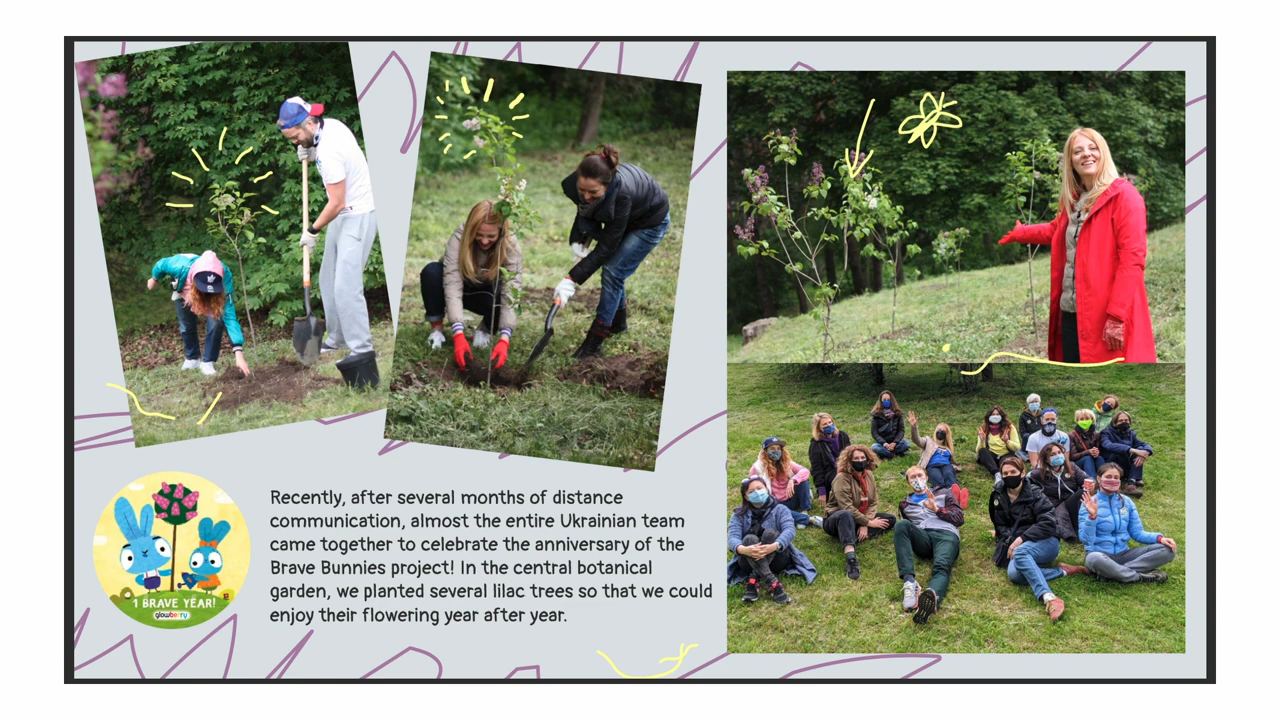 Recently, after several months of distance
communication, almost the entire Ukrainian team
came together to celebrate the anniversary of the
Brave Bunnies project! In the central botanical
garden, we planted several lilac trees so that we could
enjoy their flowering year after year.
1 BRAVE YEAR!
glowberry